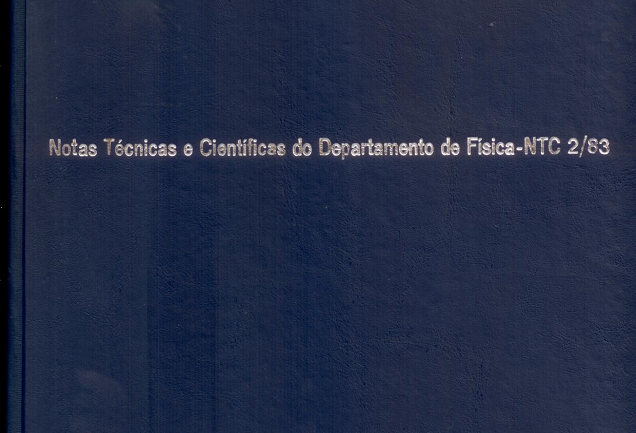 Notas Técnicas e Científicas do Departamento de Física-NTC 2/83